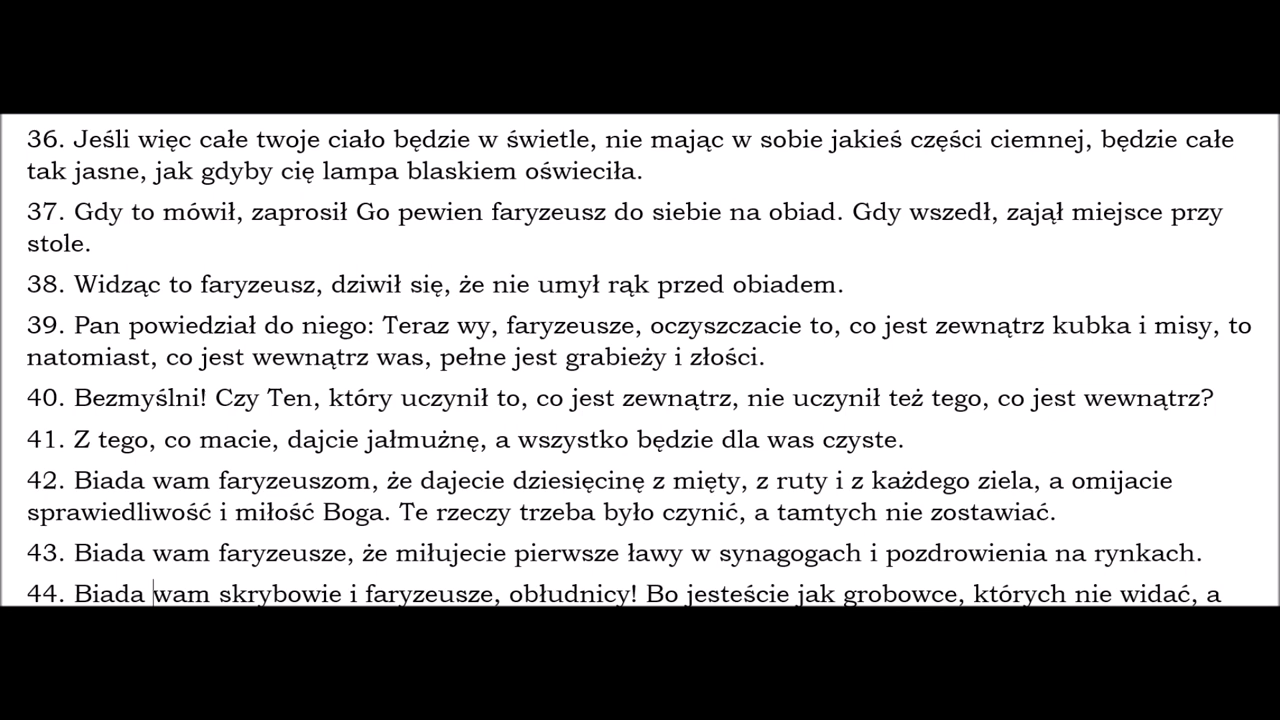 36. Jeśli więc całe twoje ciało będzie w świetle, nie mając w sobie jakieś części ciemnej, będzie całe
tak jasne, jak gdyby cię lampa blaskiem oświeciła.
37. Gdy to mówił, zaprosił Go pewien faryzeusz do siebie na obiad. Gdy wszedł, zajął miejsce przy
stole.
38. Widząc to faryzeusz, dziwił się, że nie umył rąk przed obiadem.
39. Pan powiedział do niego: Teraz wy, faryzeusze, oczyszczacie to, co jest zewnątrz kubka i misy, to
natomiast, co jest wewnątrz was, pełne jest grabieży i złości.
40. Bezmyślni! Czy Ten, który uczynił to, co jest zewnątrz, nie uczynił też tego, co jest wewnątrz?
41. Z tego, co macie, dajcie jałmużnę, a wszystko będzie dla was czyste.
42. Biada wam faryzeuszom, że dajecie dziesięcinę z mięty, z ruty i z każdego ziela, a omijacie
sprawiedliwość i miłość Boga. Te rzeczy trzeba było czynić, a tamtych nie zostawiać.
43. Biada wam faryzeusze, że miłujecie pierwsze ławy w synagogach i pozdrowienia na rynkach.
44. Biada wam skrybowie i faryzeusze, obłudnicy! Bo jesteście jak grobowce, których nie widać, a